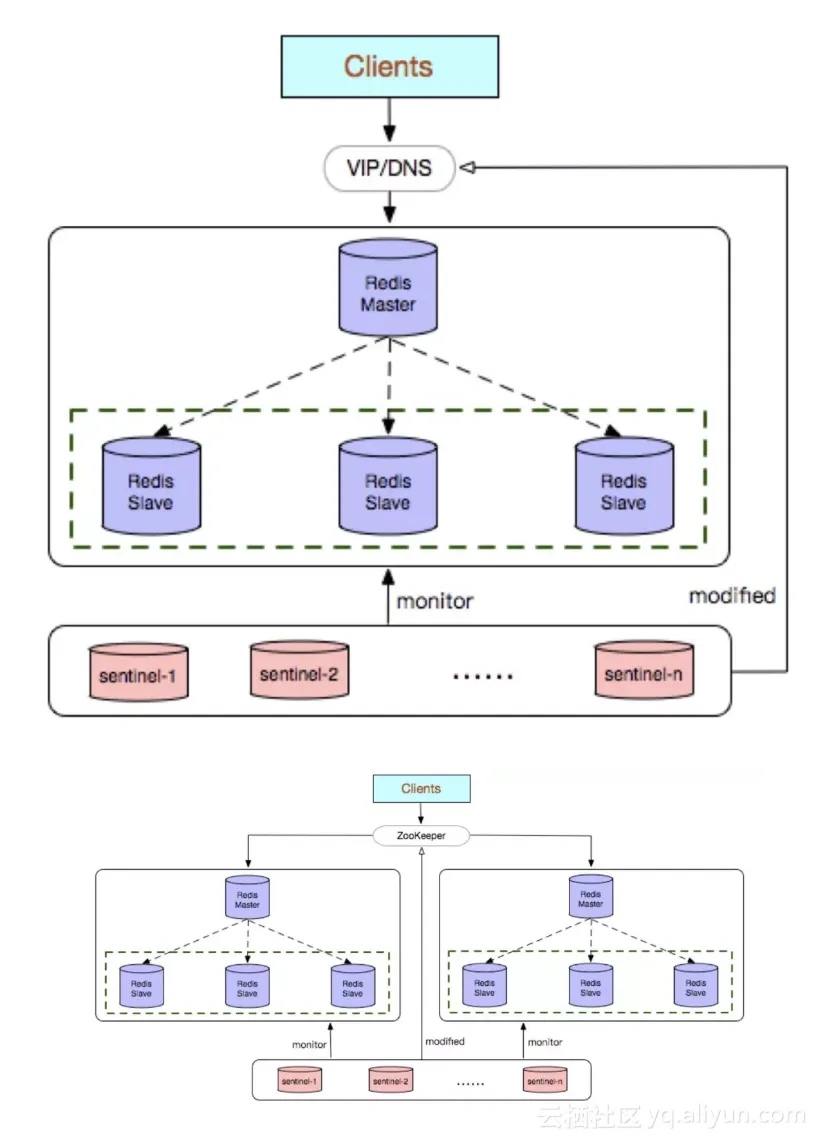 Clients
VIP/DNS
Redis
Master
Redis
Slave
Redis
Slave
Redis
Slave
monitor
modified
sentinel-1
sentinel-2
......
sentinel-n
Clients
ZooKeeper
Redis
Master
Redis
Master
Redis
Slave
Redis
Slave
Redis
Slave
Redis
Slave
Redis
Slave
Redis
Slave
monitor
modified
monitor
sentinel-1
sentinel-2
......
sentinel-n
云栖社区 yq.aliyun.com